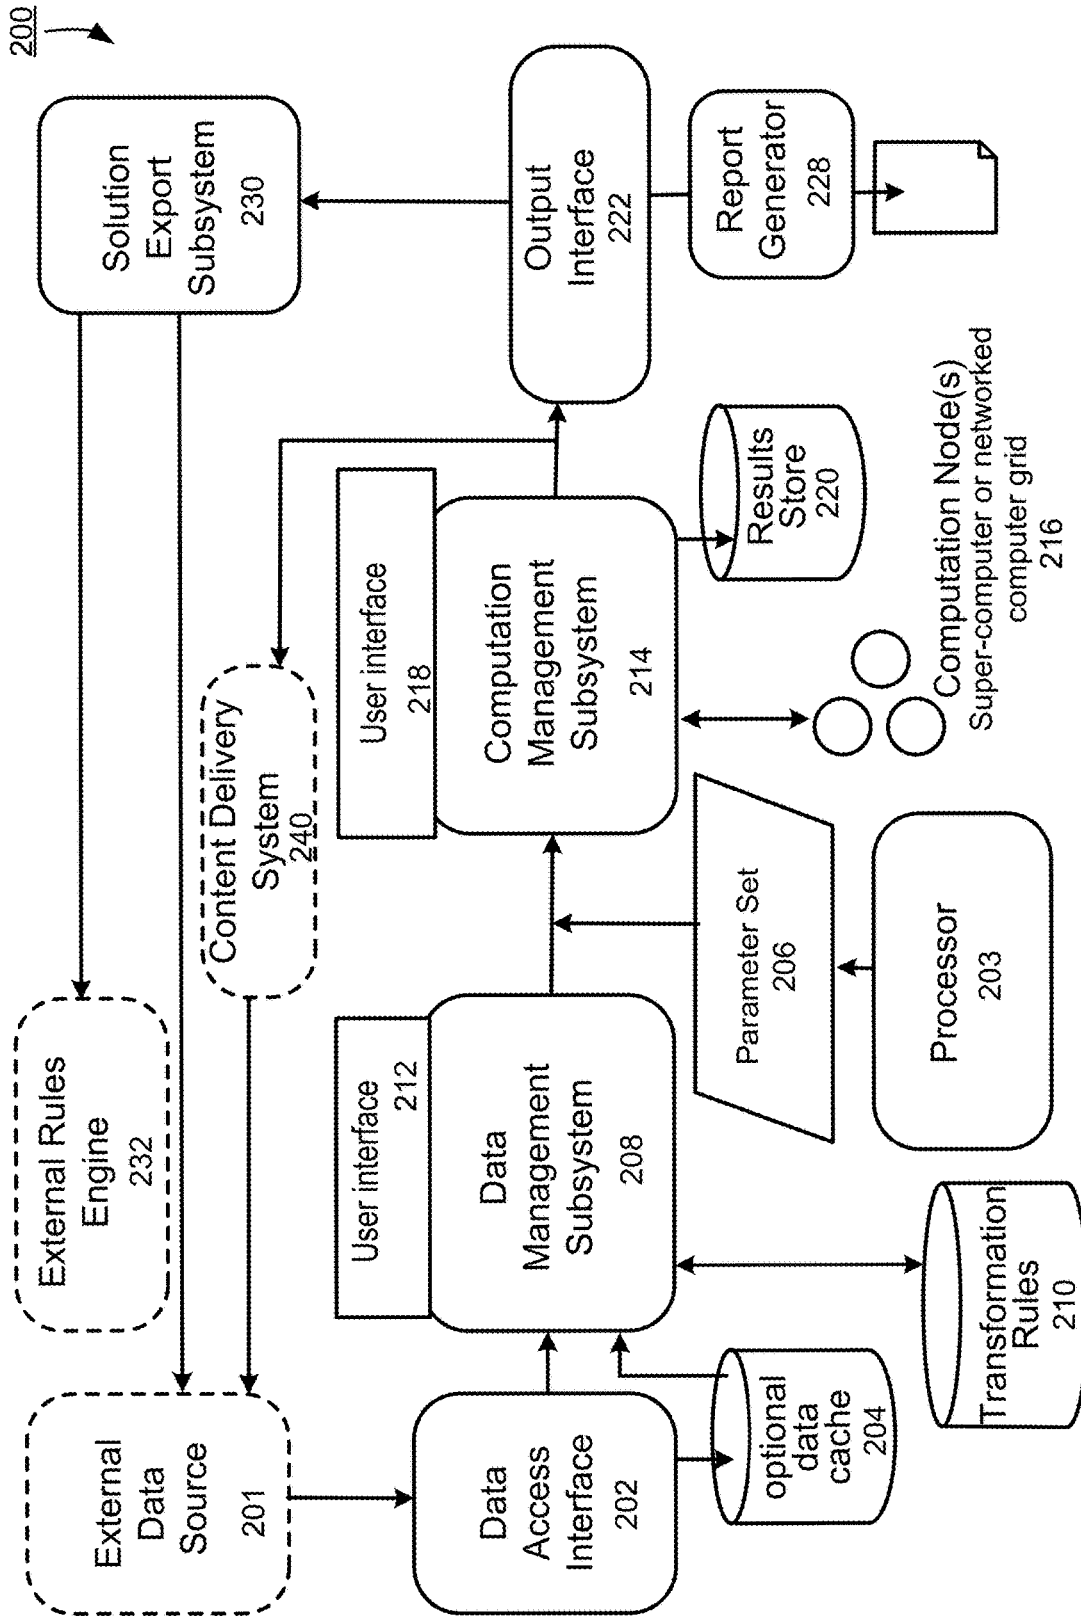 200
External
Data
Source
201
External Rules
Engine
232
Solution
Export
Subsystem
230
Content Delivery
System
240
User interface
212
User interface
218
Data
Access
Interface
202
Data
Management
Subsystem
208
Computation
Management
Subsystem
214
Output
Interface
222
optional
data
cache
204
Transformation
Rules
210
Parameter Set
206
Processor
203
Results
Store
220
Computation Node(s)
Super-computer or networked
computer grid
216
Report
Generator
228